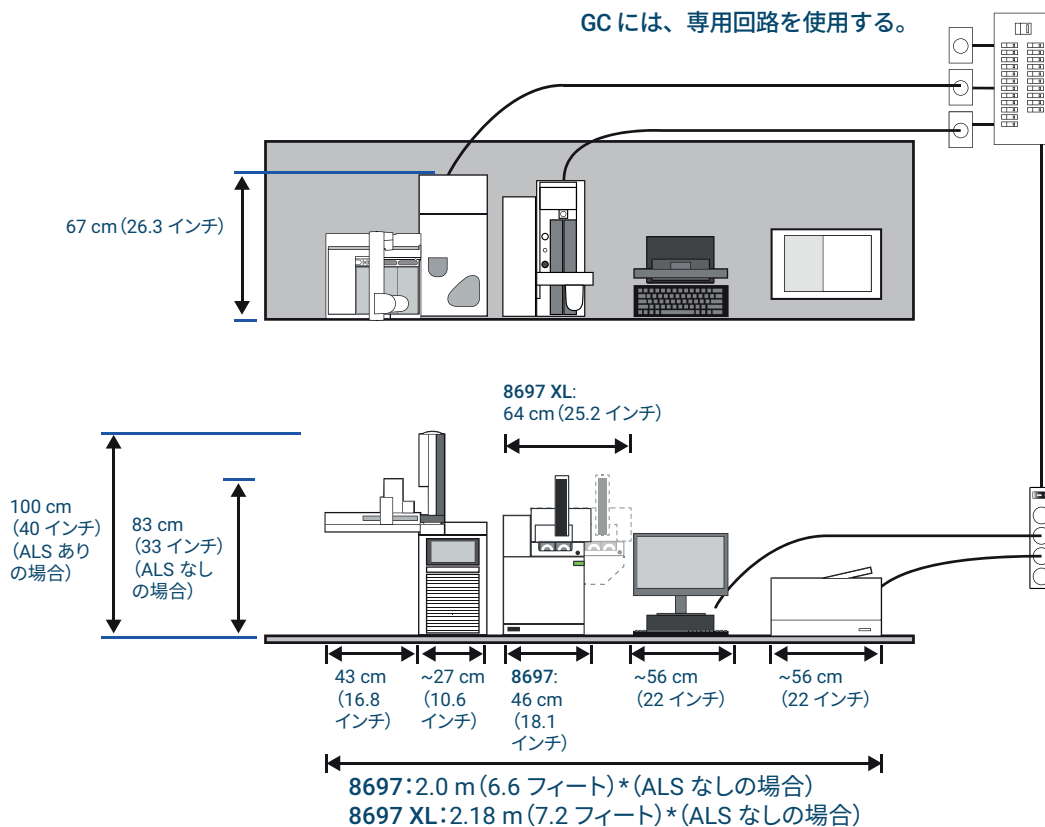 GC には、専用回路を使用する。
67 cm（26.3 インチ）
8697 XL:
64 cm（25.2 インチ）
100 cm
（40 インチ）
（ALS あり
の場合）
83 cm
（33 インチ）
（ALS なし
の場合）
43 cm
（16.8
インチ）
~27 cm
（10.6
インチ）
8697:
46 cm
（18.1
インチ）
~56 cm
（22 インチ）
~56 cm
（22 インチ）
8697：2.0 m（6.6 フィート）*（ALS なしの場合）
8697 XL：2.18 m（7.2 フィート）*（ALS なしの場合）